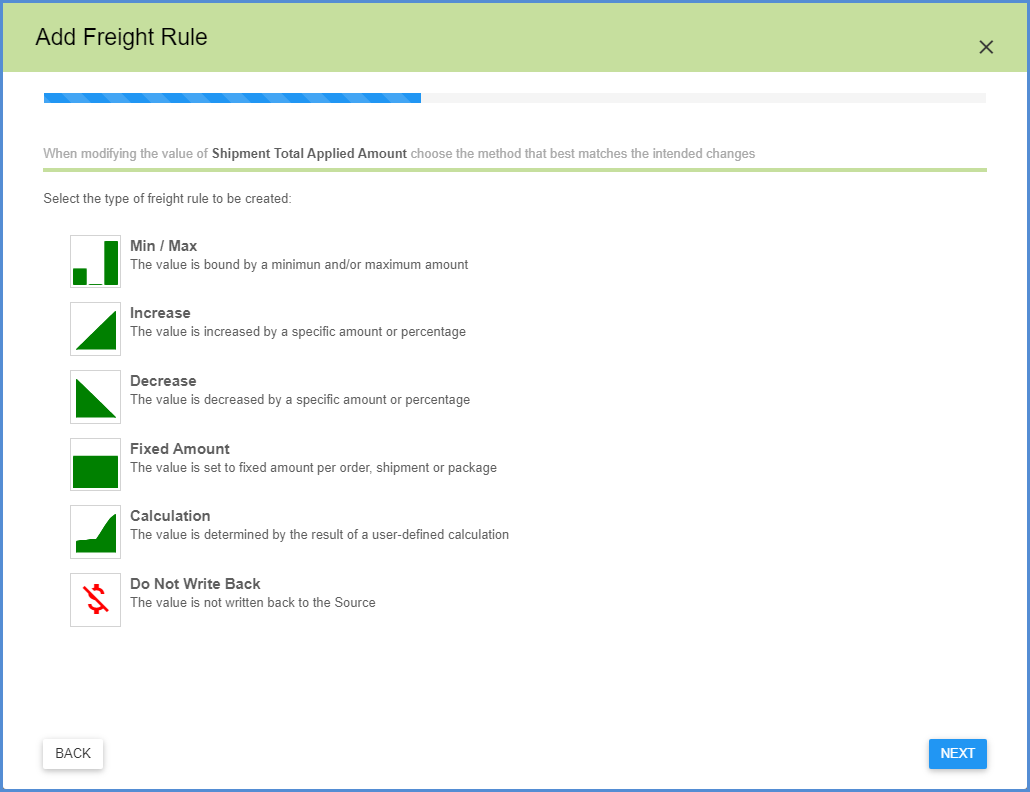 Add Freight Rule
When modifying the value of Shipment Total Applied Amount choose the method that best matches the intended changes
Select the type of freight rule to be created:
Min / Max
The value is bound by a minimun and/or maximum amount
Increase
The value is increased by a specific amount or percentage
Decrease
The value is decreased by a specific amount or percentage
Fixed Amount
The value is set to fixed amount per order, shipment or package
Calculation
The value is determined by the result of a user-defined calculation
Do Not Write Back
The value is not written back to the Source
BACK
NEXT